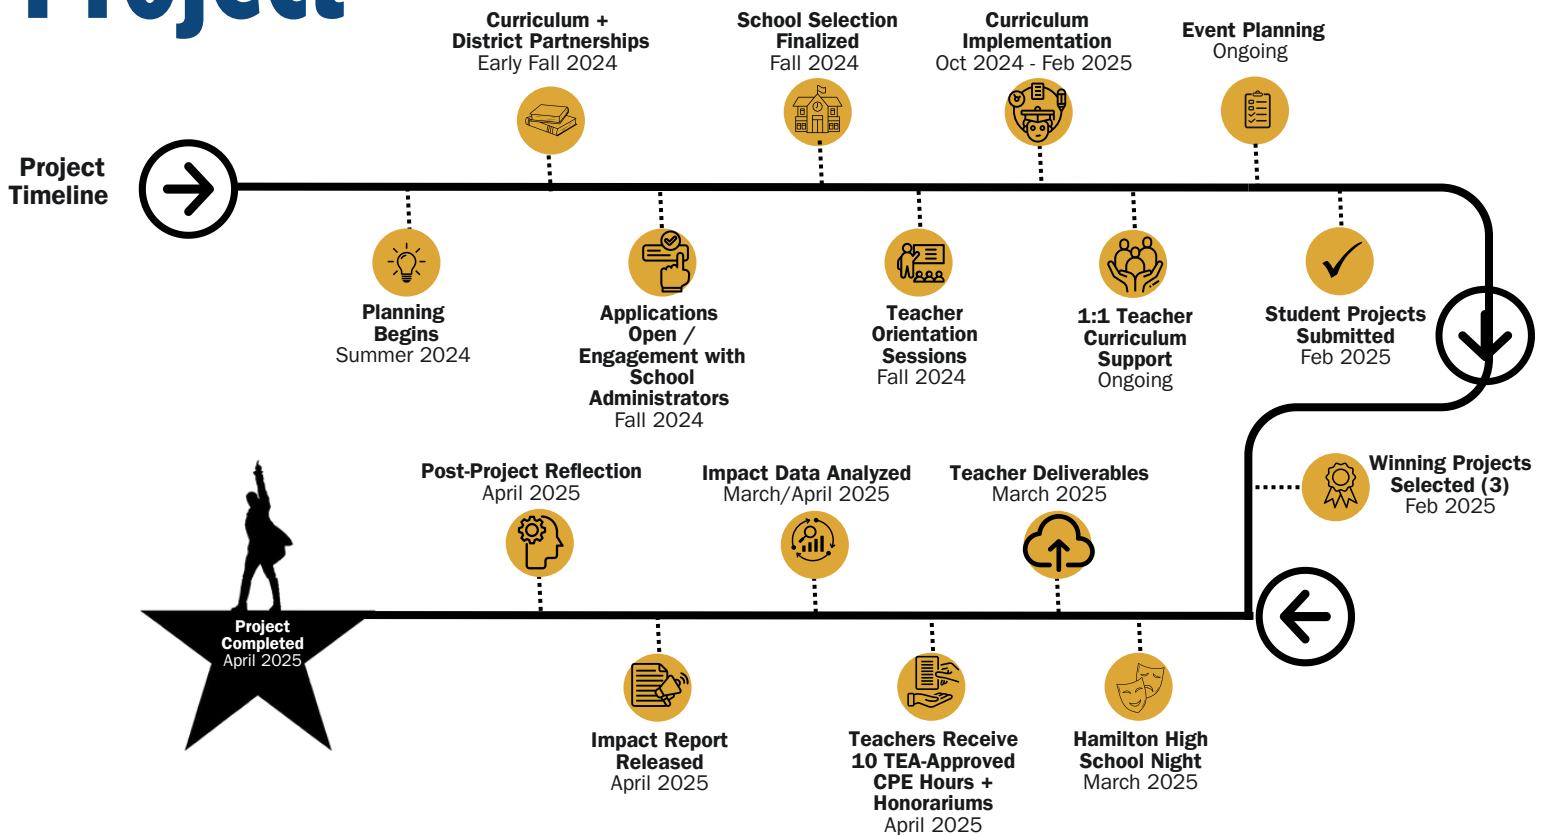 Project
Project
Timeline
Planning
Begins
Summer 2024
Curriculum +
District Partnerships
Early Fall 2024
Applications
Open /
Engagement with
School
Administrators
Fall 2024
School Selection
Finalized
Fall 2024
Teacher
Orientation
Sessions
Fall 2024
Curriculum
Implementation
Oct 2024 - Feb 2025
1:1 Teacher
Curriculum
Support
Ongoing
Event Planning
Ongoing
Student Projects
Submitted
Feb 2025
Winning Projects
Selected (3)
Feb 2025
Hamilton High
School Night
March 2025
Teacher Deliverables
March 2025
Teachers Receive
10 TEA-Approved
CPE Hours +
Honorariums
April 2025
Impact Data Analyzed
March/April 2025
Impact Report
Released
April 2025
Post-Project Reflection
April 2025
Project
Completed
April 2025